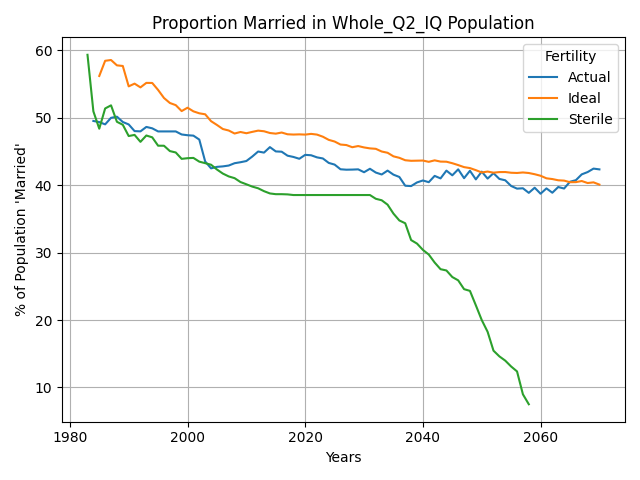 Proportion Married in Whole_Q2_IQ Population
% of Population 'Married'
60
50
40
30
20
10
1980
2000
2020
2040
2060
Years
Fertility
Actual
Ideal
Sterile